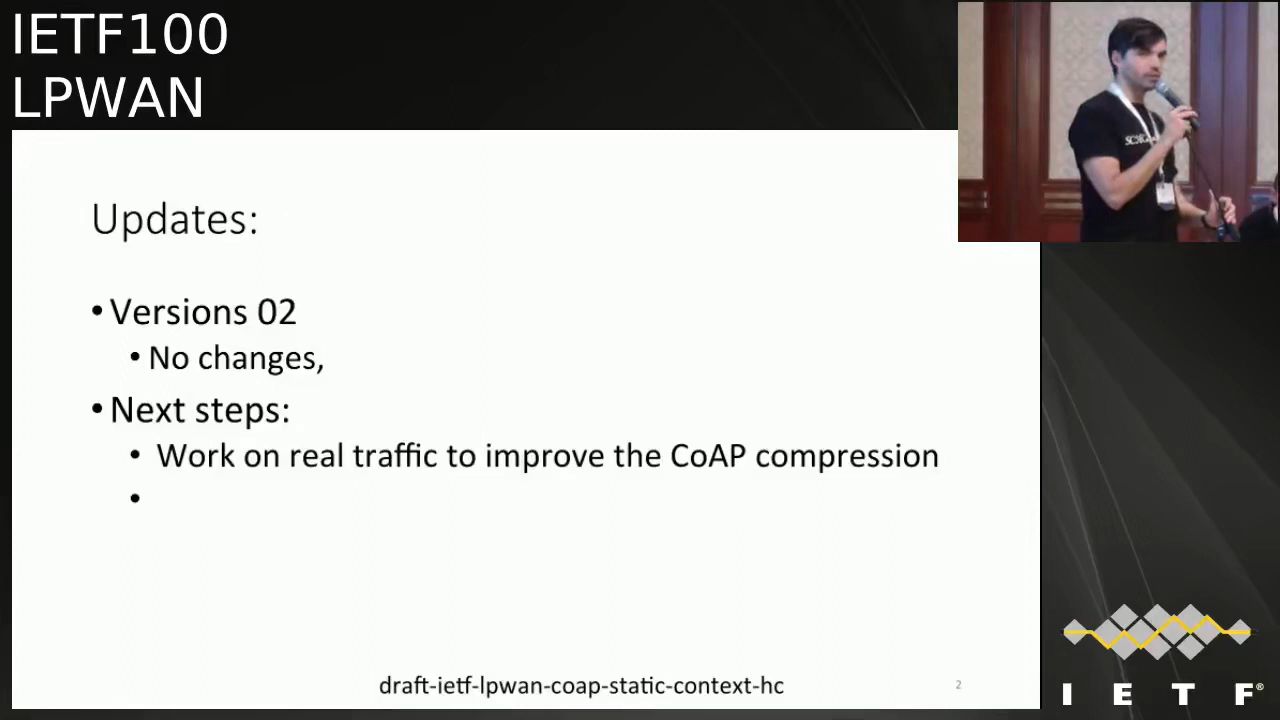 IETF100
LPWAN
Updates:
• Versions 02
• No changes,
• Next steps:
• Work on real traffic to improve the CoAP compression
•
draft-ietf-lpwan-coap-static-context-hc
2
I E T F®